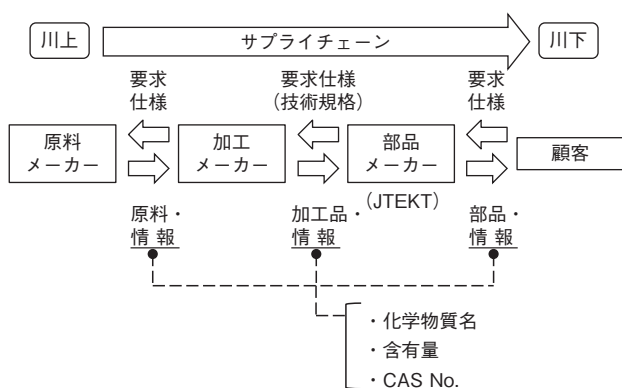 川上
サプライチェーン
川下
要求
仕様
要求仕様
（技術規格）
要求
仕様
原料
メーカー
加工
メーカー
部品
メーカー
顧客
(JTEKT)
原料・
情 報
加工品・
情 報
部品・
情 報
・化学物質名
・含有量
・CAS No.